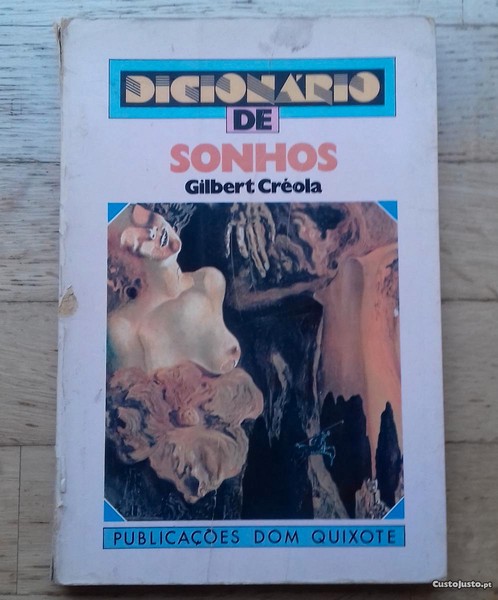 DICIONÁRIO
DE
SONHOS
Gilbert Créola
PUBLICAÇÕES DOM QUIXOTE
CustoJusto.pt